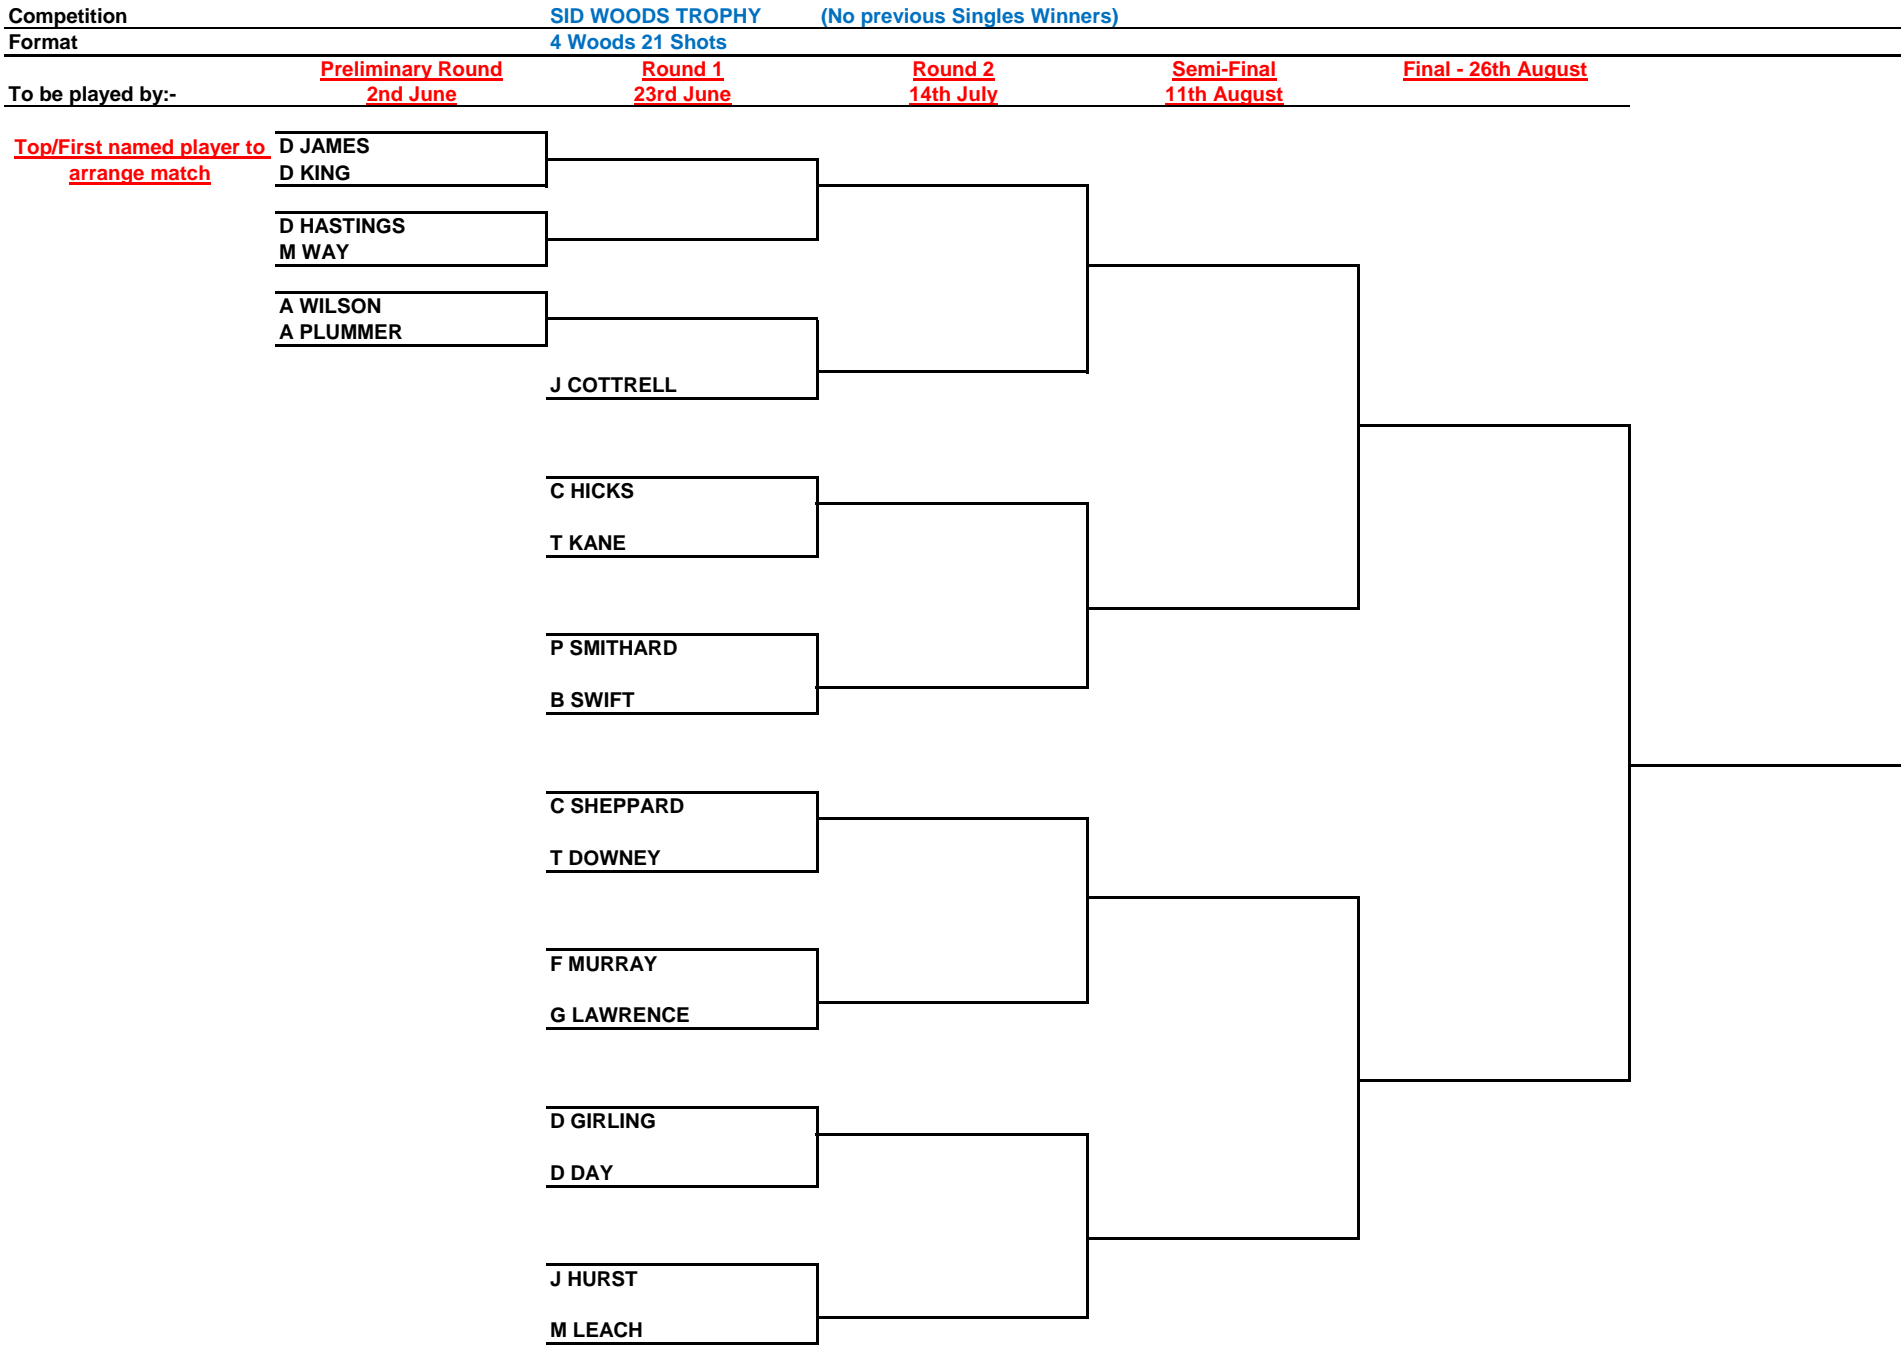 Competition SID WOODS TROPHY (No previous Singles Winners)
Format 4 Woods 21 Shots
Preliminary Round Round 1 Round 2 Semi-Final Final - 26th August
To be played by:- 2nd June 23rd June 14th July 11th August
Top/First named player to arrange match
D JAMES
D KING
D HASTINGS
M WAY
A WILSON
A PLUMMER
J COTTRELL
C HICKS
T KANE
P SMITHARD
B SWIFT
C SHEPPARD
T DOWNEY
F MURRAY
G LAWRENCE
D GIRLING
D DAY
J HURST
M LEACH